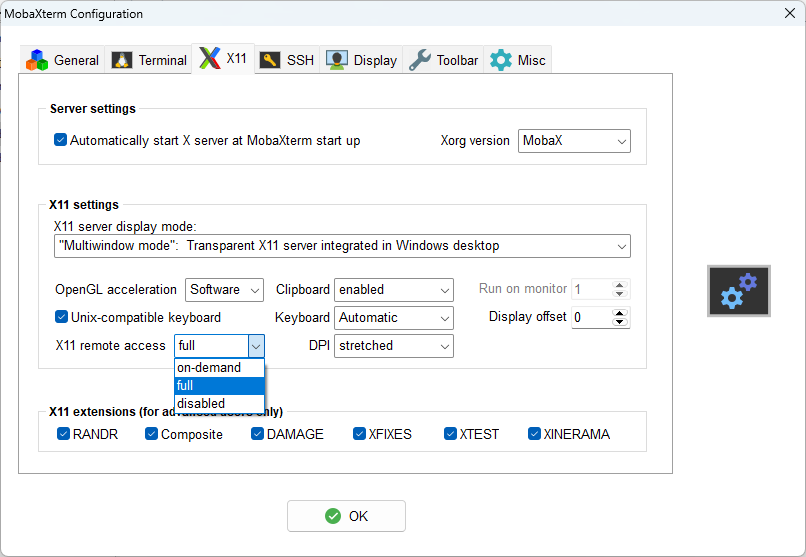 MobaXterm Configuration
General Terminal X11 SSH Display Toolbar Misc
Server settings
Automatically start X server at MobaXterm start up Xorg version MobaX
X11 settings
X11 server display mode:
"Multiwindow mode": Transparent X11 server integrated in Windows desktop
OpenGL acceleration Software Clipboard enabled Run on monitor 1
Unix-compatible keyboard Keyboard Automatic Display offset 0
X11 remote access full DPI stretched
on-demand
full
disabled
X11 extensions (for advanced users only)
RANDR Composite DAMAGE XFIXES XTEST XINERAMA
OK